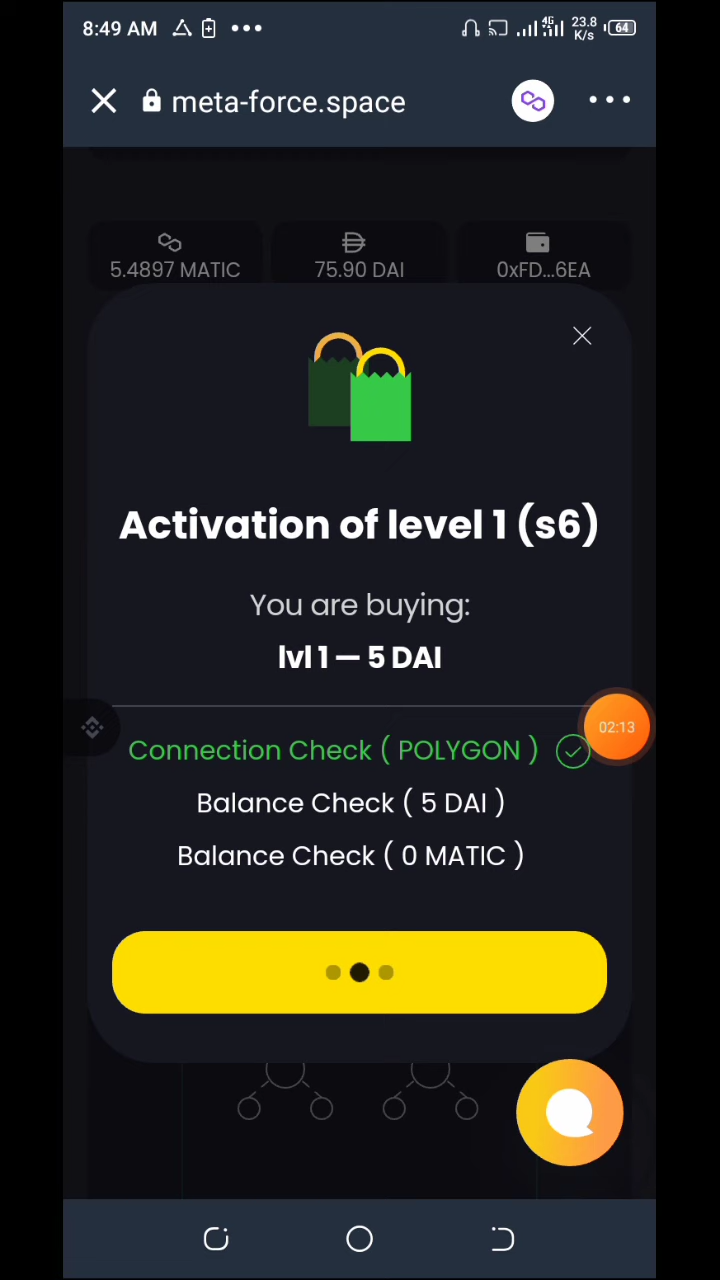 8:49 AM 4G 23.8 K/s 64
meta-force.space
5.4897 MATIC 75.90 DAI 0xFD...6EA
Activation of level 1 (s6)
You are buying:
lvl 1 — 5 DAI
02:13
Connection Check ( POLYGON )
Balance Check ( 5 DAI )
Balance Check ( 0 MATIC )